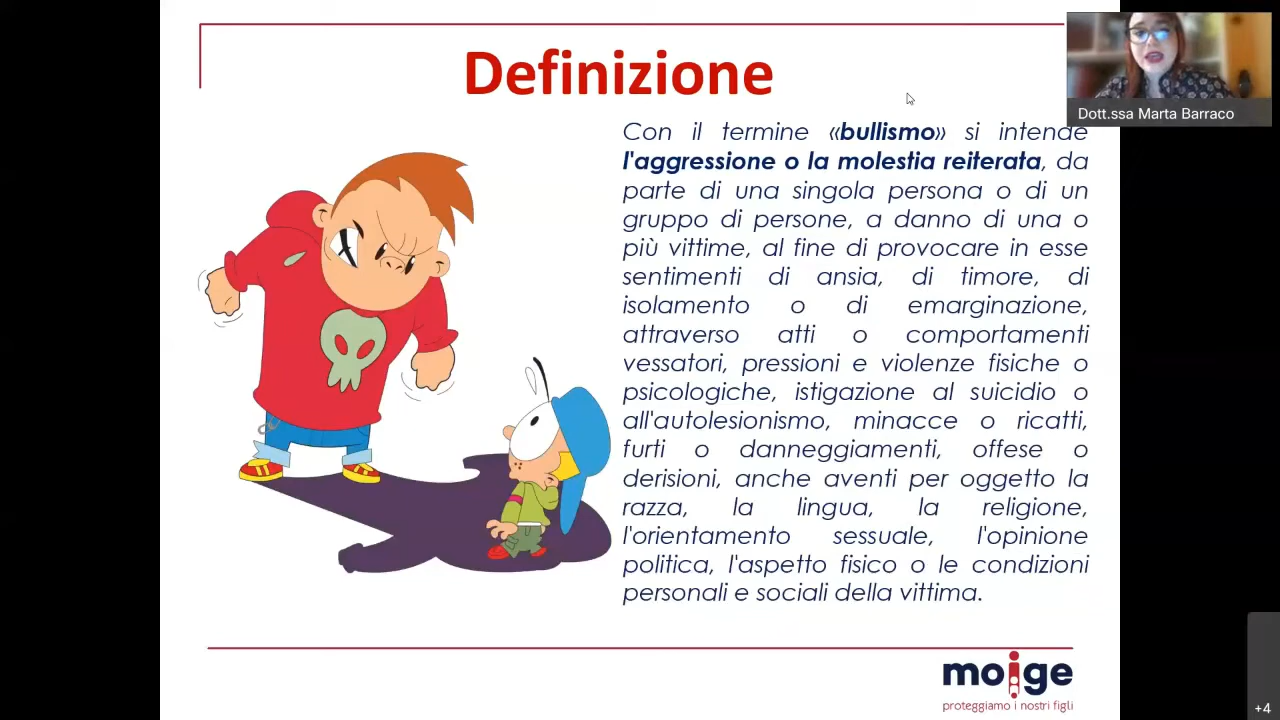 Definizione
Dott.ssa Marta Barraco
Con il termine «bullismo» si intende
l'aggressione o la molestia reiterata, da
parte di una singola persona o di un
gruppo di persone, a danno di una o
più vittime, al fine di provocare in esse
sentimenti di ansia, di timore, di
isolamento o di emarginazione,
attraverso atti o comportamenti
vessatori, pressioni e violenze fisiche o
psicologiche, istigazione al suicidio o
all'autolesionismo, minacce o ricatti,
furti o danneggiamenti, offese o
derisioni, anche aventi per oggetto la
razza, la lingua, la religione,
l'orientamento sessuale, l'opinione
politica, l'aspetto fisico o le condizioni
personali e sociali della vittima.
moige
proteggiamo i nostri figli
+4